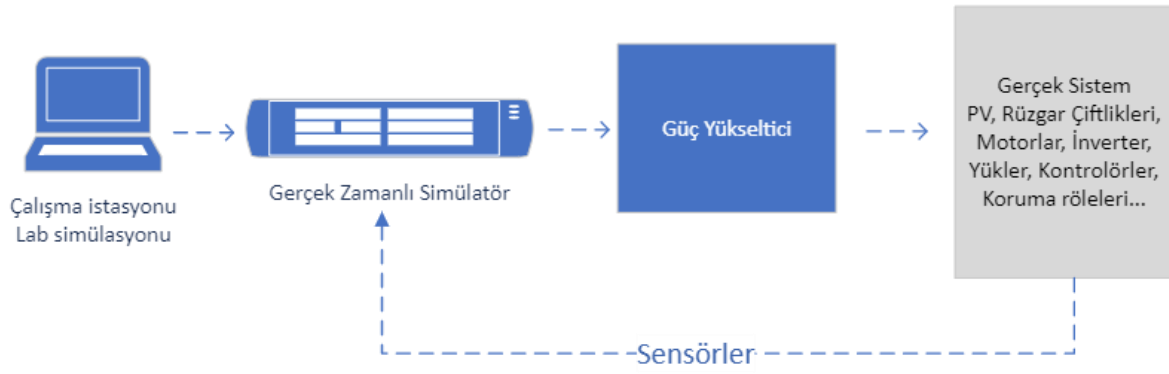 Çalışma istasyonu
Lab simülasyonu
Gerçek Zamanlı Simülatör
Güç Yükseltici
Gerçek Sistem
PV, Rüzgar Çiftlikleri,
Motorlar, İnverter,
Yükler, Kontrolörler,
Koruma röleleri...
Sensörler